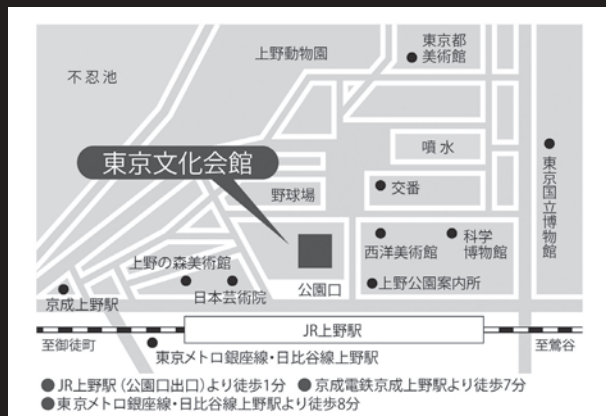 東京都
美術館
上野動物園
不忍池
噴水
東京文化会館
野球場
交番
東京国立博物館
西洋美術館
科学
博物館
上野の森美術館
日本芸術院
公園口
上野公園案内所
京成上野駅
JR上野駅
至御徒町
至鶯谷
東京メトロ銀座線・日比谷線上野駅
●JR上野駅(公園口出口)より徒歩1分 ●京成電鉄京成上野駅より徒歩7分
●東京メトロ銀座線・日比谷線上野駅より徒歩8分